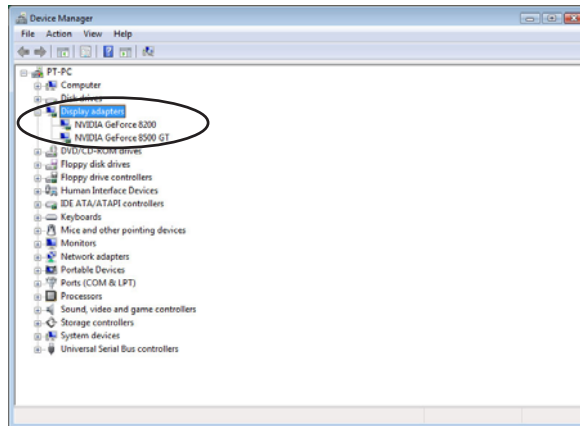 Device Manager
File Action View Help
PT-PC
Computer
Disk drives
Display adapters
NVIDIA GeForce 8200
NVIDIA GeForce 8500 GT
DVD/CD-ROM drives
Floppy disk drives
Floppy drive controllers
Human Interface Devices
IDE ATA/ATAPI controllers
Keyboards
Mice and other pointing devices
Monitors
Network adapters
Portable Devices
Ports (COM & LPT)
Processors
Sound, video and game controllers
Storage controllers
System devices
Universal Serial Bus controllers